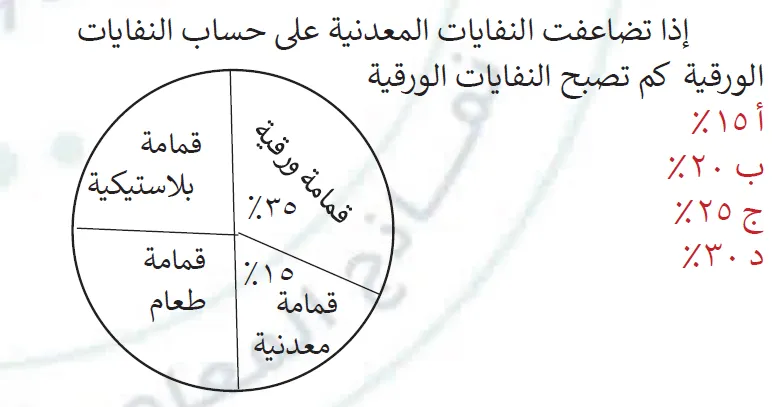 إذا تضاعفت النفايات المعدنية على حساب النفايات
الورقية كم تصبح النفايات الورقية
أ ١٥٪
ب ٢٠٪
ج ٢٥٪
د ٣٠٪
قمامة ورقية
٣٥٪
قمامة
بلاستيكية
قمامة
طعام
١٥٪
قمامة
معدنية